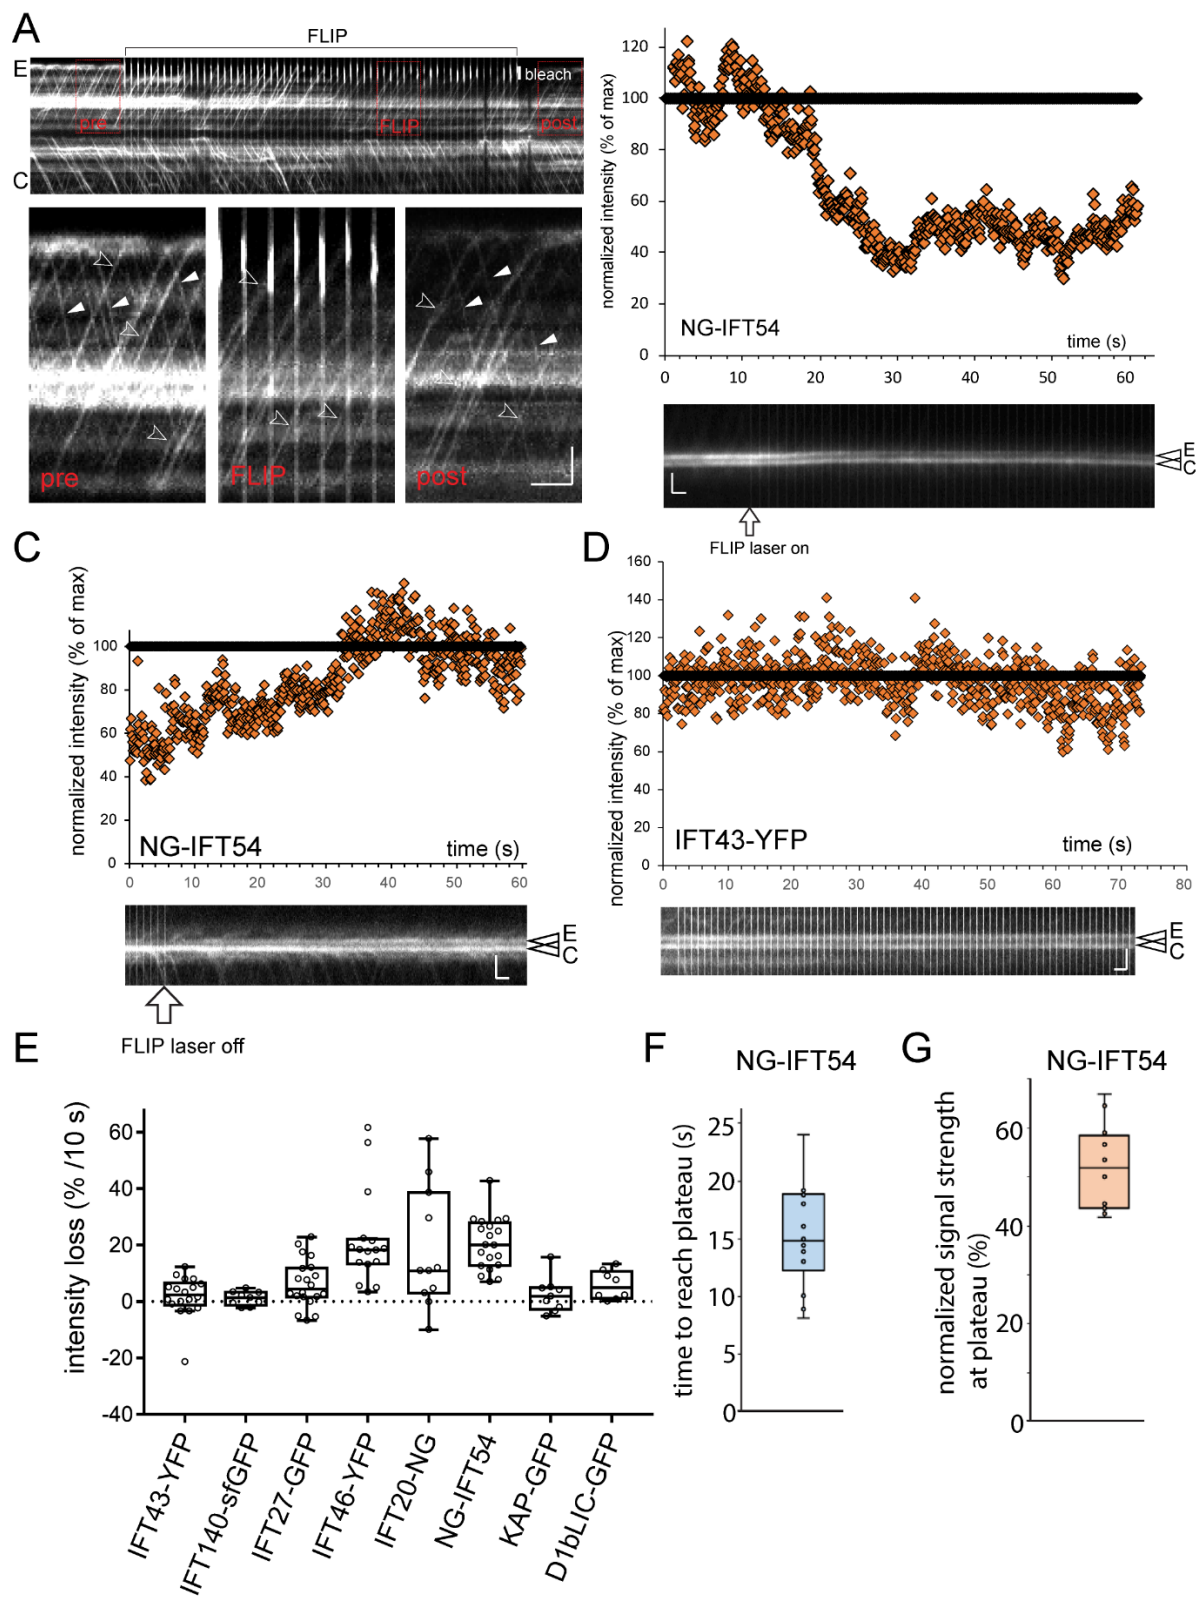 A
FLIP
E
bleach
pre
FLIP
post
C
pre
FLIP
post
normalized intensity (% of max)
120
100
80
60
40
20
0
NG-IFT54
time (s)
0 10 20 30 40 50 60
E
C
FLIP laser on
C
normalized intensity (% of max)
100
80
60
40
20
0
NG-IFT54
time (s)
0 10 20 30 40 50 60
E
C
FLIP laser off
D
normalized intensity (% of max)
160
140
120
100
80
60
40
20
0
IFT43-YFP
time (s)
0 10 20 30 40 50 60 70 80
E
C
E
intensity loss (% /10 s)
60
40
20
0
-20
-40
IFT43-YFP
IFT140-sfGFP
IFT27-GFP
IFT46-YFP
IFT20-NG
NG-IFT54
KAP-GFP
D1bLIC-GFP
F
NG-IFT54
time to reach plateau (s)
25
20
15
10
5
0
G
NG-IFT54
normalized signal strength
at plateau (%)
60
40
20
0